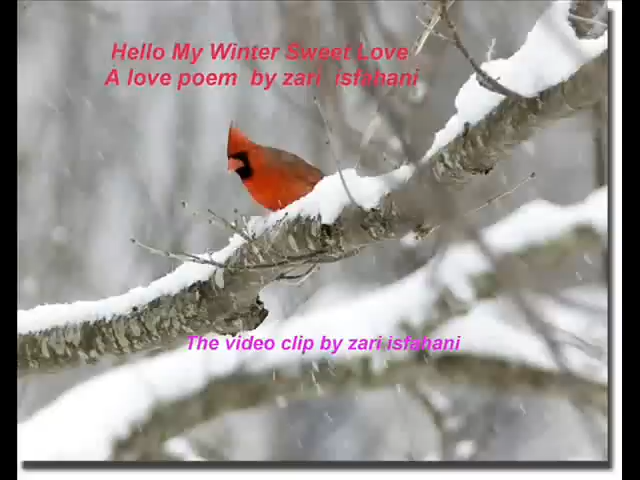 Hello My Winter Sweet Love
A love poem by zari isfahani
The video clip by zari isfahani